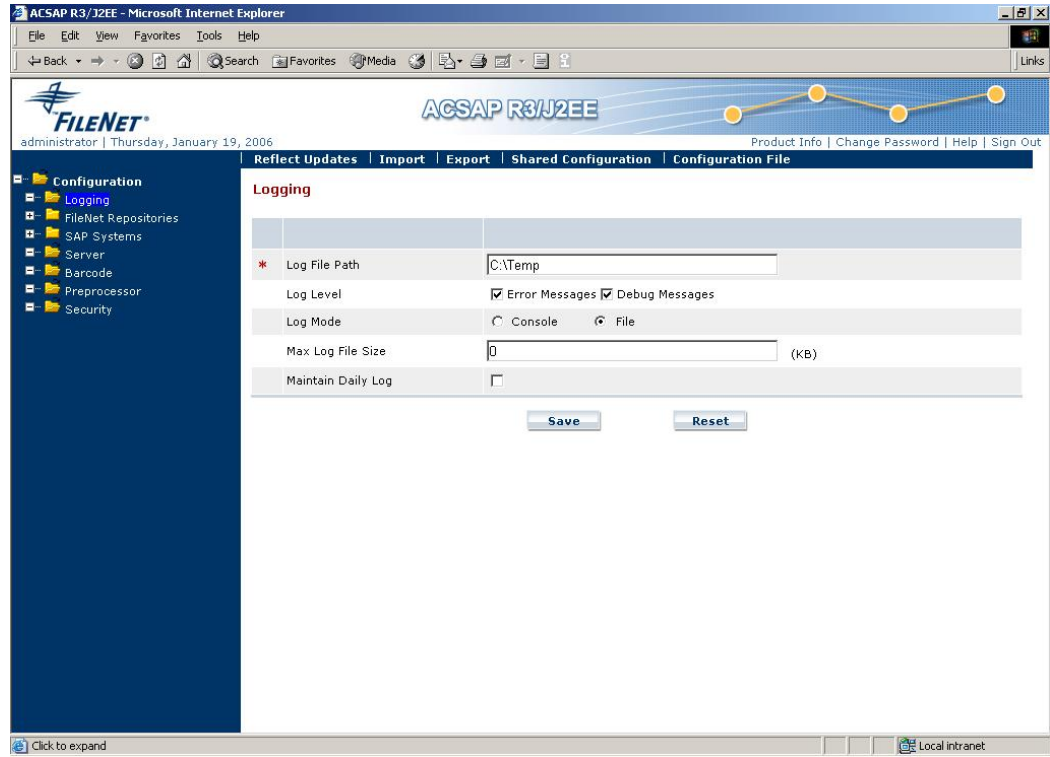 ACSAP R3/J2EE - Microsoft Internet Explorer
File Edit View Favorites Tools Help
Back Search Favorites Media Links
FILENET®
ACSAP R3/J2EE
administrator | Thursday, January 19, 2006 Product Info | Change Password | Help | Sign Out
| Reflect Updates | Import | Export | Shared Configuration | Configuration File
Configuration
Logging
FileNet Repositories
SAP Systems
Server
Barcode
Preprocessor
Security
Logging
* Log File Path C:\Temp
Log Level Error Messages Debug Messages
Log Mode Console File
Max Log File Size 0 (KB)
Maintain Daily Log
Save Reset
Click to expand Local intranet